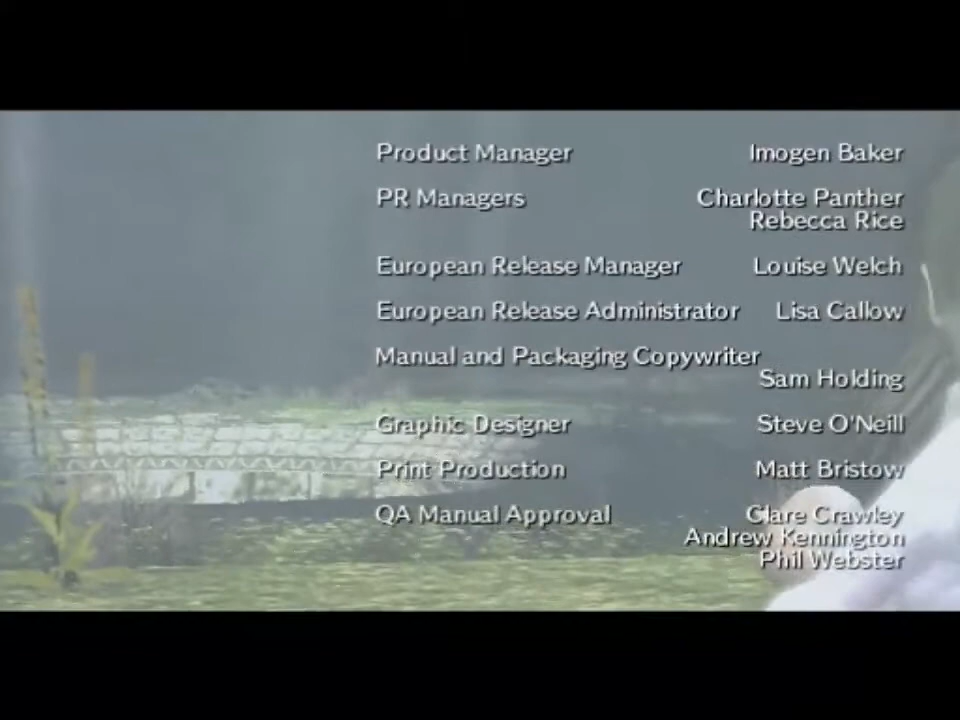 Product Manager Imogen Baker
PR Managers Charlotte Panther
Rebecca Rice
European Release Manager Louise Welch
European Release Administrator Lisa Callow
Manual and Packaging Copywriter
Sam Holding
Graphic Designer Steve O'Neill
Print Production Matt Bristow
QA Manual Approval Clare Crawley
Andrew Kennington
Phil Webster